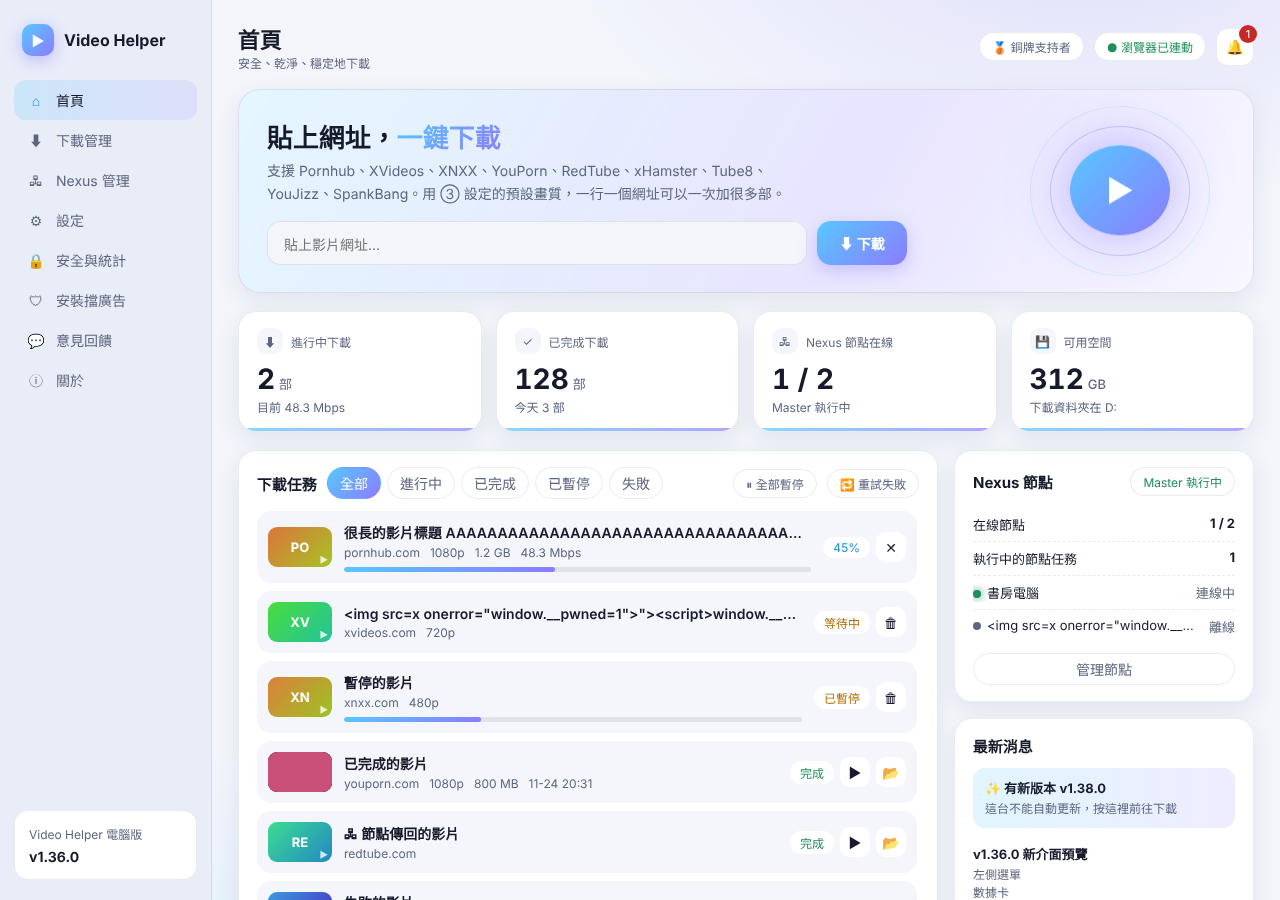 Video Helper
首頁
下載管理
Nexus 管理
設定
安全與統計
安裝擋廣告
意見回饋
關於
Video Helper 電腦版
v1.36.0
首頁
安全、乾淨、穩定地下載
銅牌支持者
瀏覽器已連動
1
貼上網址，一鍵下載
支援 Pornhub、XVideos、XNXX、YouPorn、RedTube、xHamster、Tube8、
YouJizz、SpankBang。用 ③ 設定的預設畫質，一行一個網址可以一次加很多部。
貼上影片網址...
⬇ 下載
進行中下載
2 部
目前 48.3 Mbps
已完成下載
128 部
今天 3 部
Nexus 節點在線
1 / 2
Master 執行中
可用空間
312 GB
下載資料夾在 D:
下載任務
全部
進行中
已完成
已暫停
失敗
全部暫停
重試失敗
PO
很長的影片標題 AAAAAAAAAAAAAAAAAAAAAAAAAAAAAAAAA...
pornhub.com 1080p 1.2 GB 48.3 Mbps
45%
XV
<img src=x onerror="window.__pwned=1">"><script>window.__...
xvideos.com 720p
等待中
XN
暫停的影片
xnxx.com 480p
已暫停
已完成的影片
youporn.com 1080p 800 MB 11-24 20:31
完成
RE
節點傳回的影片
redtube.com
完成
Nexus 節點
Master 執行中
在線節點 1 / 2
執行中的節點任務 1
書房電腦 連線中
<img src=x onerror="window.__... 離線
管理節點
最新消息
✨ 有新版本 v1.38.0
這台不能自動更新，按這裡前往下載
v1.36.0 新介面預覽
左側選單
數據卡